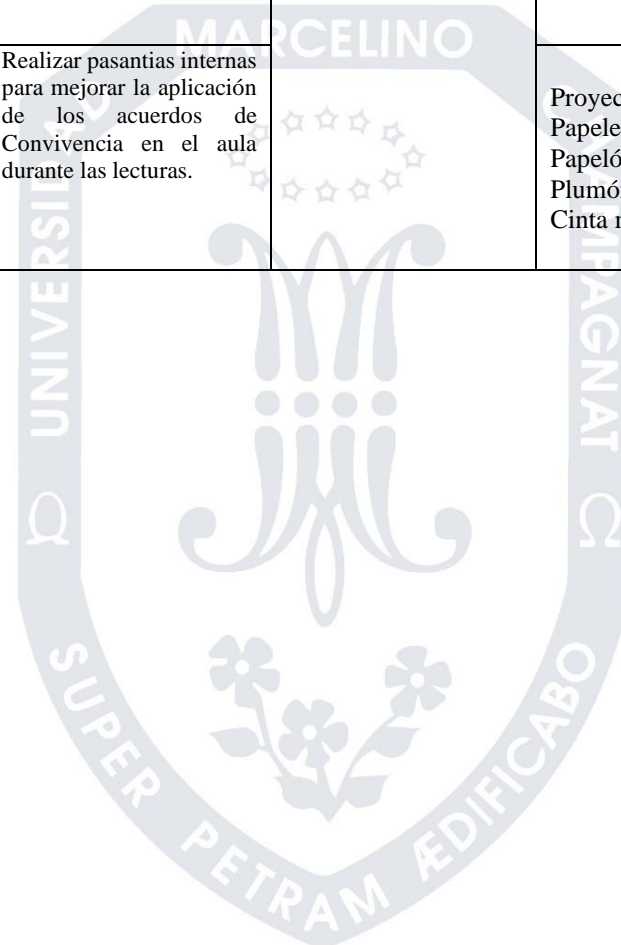 MARCELINO
Realizar pasantias internas
para mejorar la aplicación
de los acuerdos de
Convivencia en el aula
durante las lecturas.
Cinta
UNIVERSIDAD
CHAMPAGNAT
SUPER PETRAM ÆDIFICABO